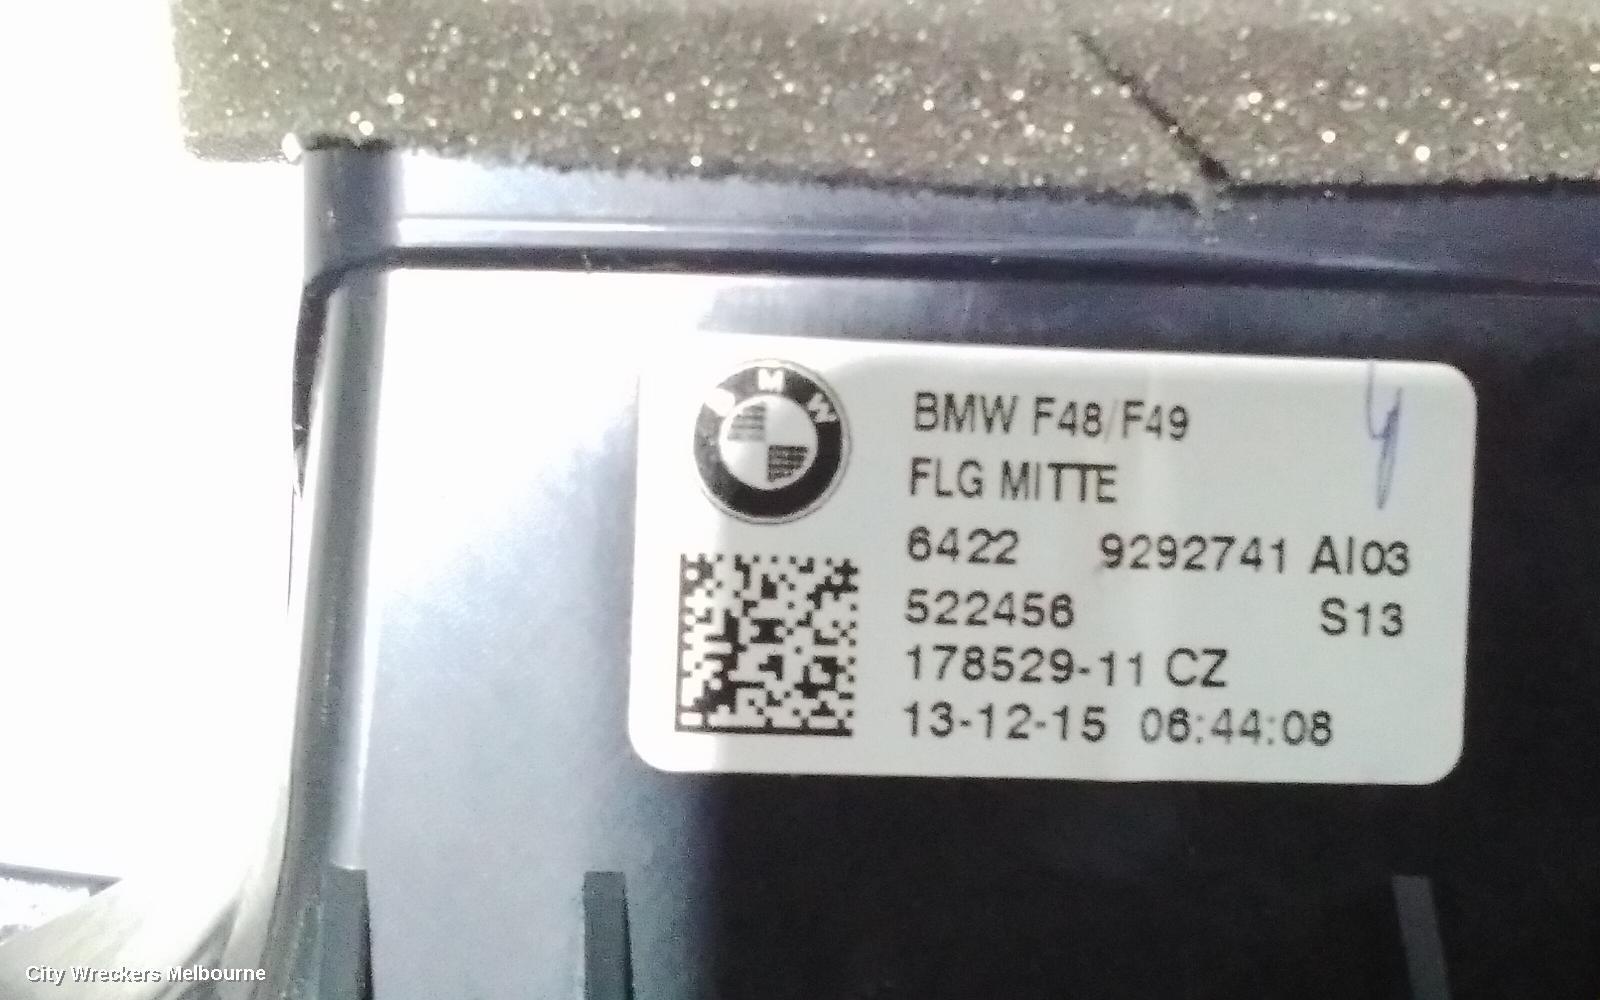 BMW
BMW F48/F49
FLG MITTE
6422 9292741 AI03
522456 S13
178529-11 CZ
13-12-15 06:44:08
City Wreckers Melbourne